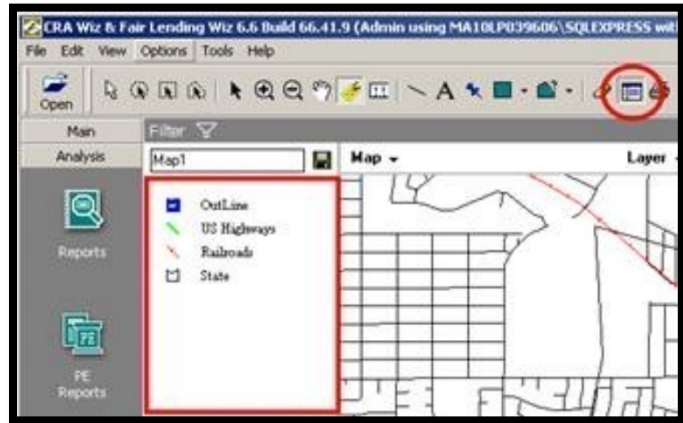 CRA Wiz & Fair Lending Wiz 6.6 Build 66.41.9 (Admin using MA10LP039606\SQLEXPRESS wit
File Edit View Options Tools Help
Open
A
Main
Filter
Analysis
Map1
Map
Layer
OutLine
US Highways
Reports
Railroads
State
PE
PE
Reports